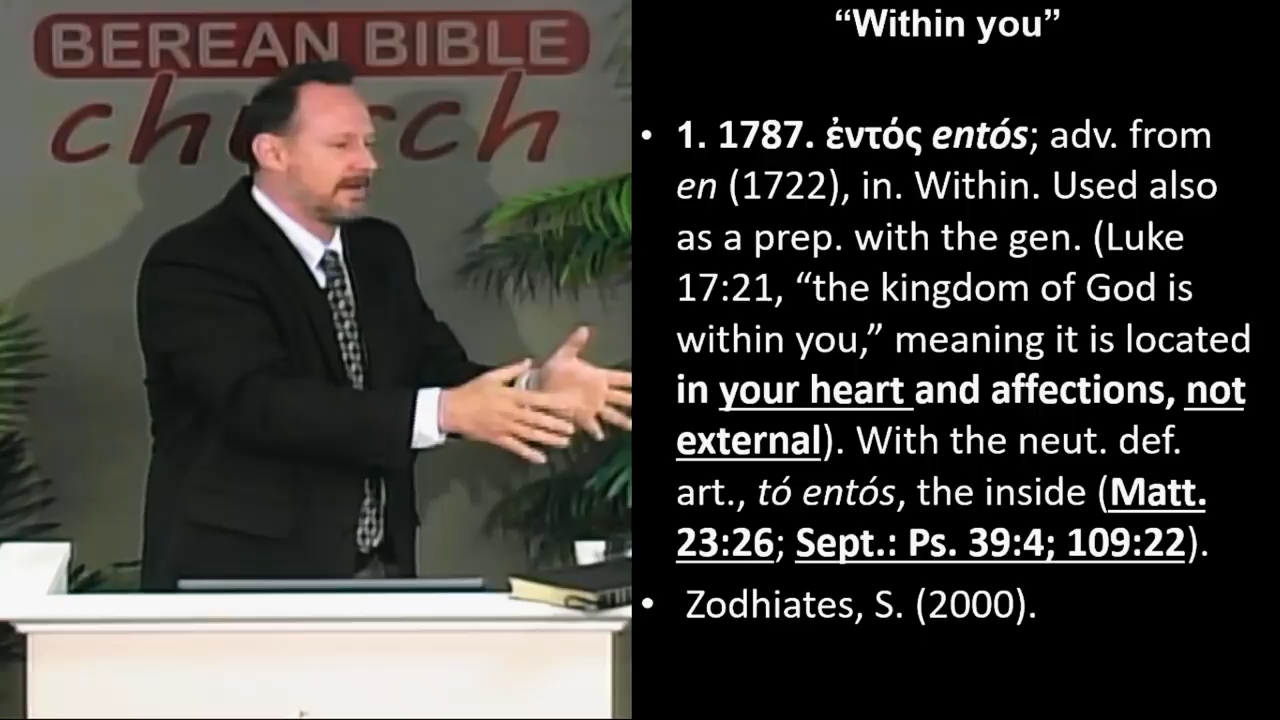 BEREAN BIBLE
church
“Within you”
• 1. 1787. ἐντός entós; adv. from
en (1722), in. Within. Used also
as a prep. with the gen. (Luke
17:21, “the kingdom of God is
within you,” meaning it is located
in your heart and affections, not
external). With the neut. def.
art., tó entós, the inside (Matt.
23:26; Sept.: Ps. 39:4; 109:22).
• Zodhiates, S. (2000).